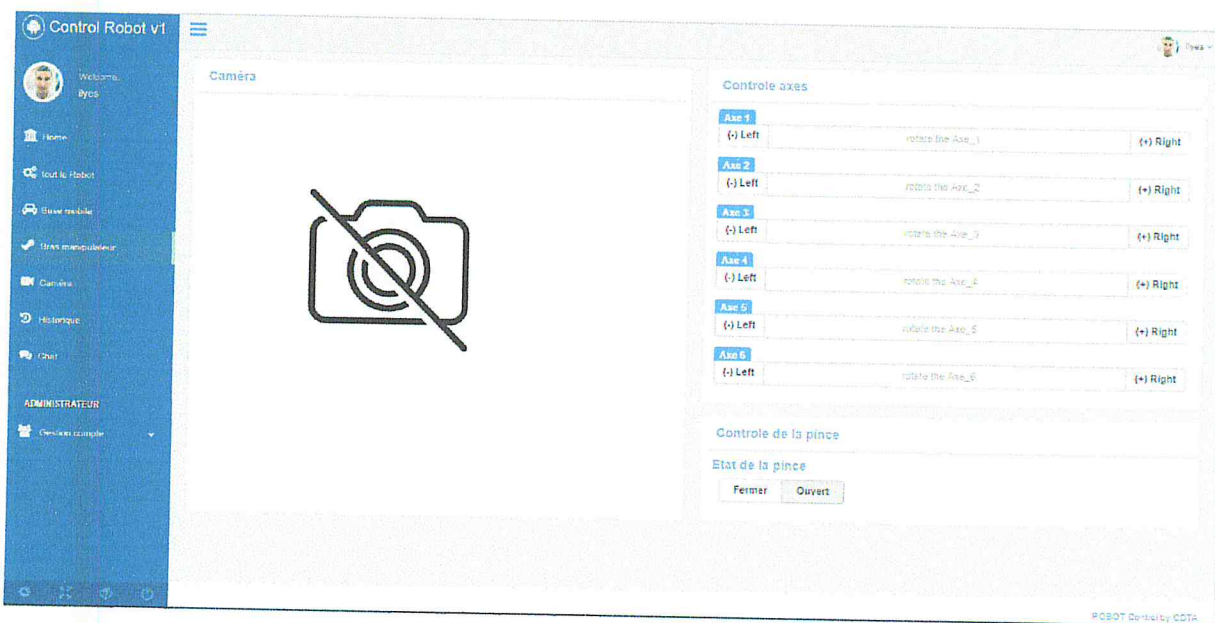 Control Robot v1
Welcome,
ilyes
Home
tout le Robot
Base mobile
Bras manipulateur
Caméra
Historique
Chat
ADMINISTRATEUR
Gestion compte
ilyes
Caméra
Controle axes
Axe 1
(-) Left rotate the Axe_1 (+) Right
Axe 2
(-) Left rotate the Axe_2 (+) Right
Axe 3
(-) Left rotate the Axe_3 (+) Right
Axe 4
(-) Left rotate the Axe_4 (+) Right
Axe 5
(-) Left rotate the Axe_5 (+) Right
Axe 6
(-) Left rotate the Axe_6 (+) Right
Controle de la pince
Etat de la pince
Fermer Ouvert
ROBOT Control by CDTA